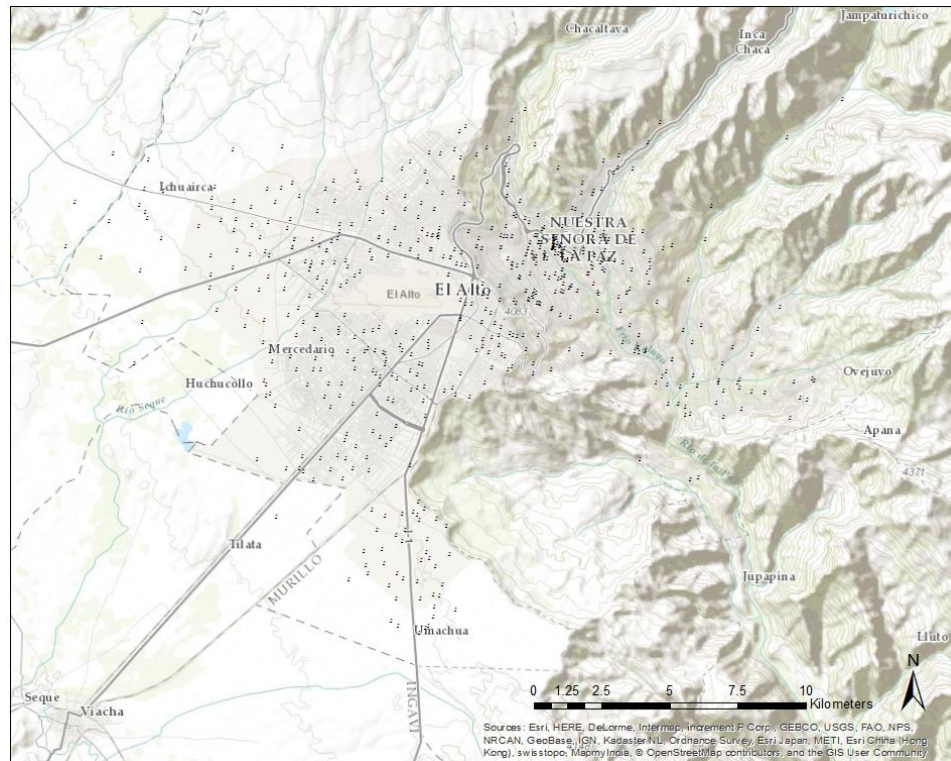 Chacaltaya
Jampaturichico
Inca
Chaca
Ichuairca
NUESTRA
SEÑORA DE
LA PAZ
El Alto
El Alto
4083
Mercedario
Huchucollo
Río Seque
Ovejuyo
Apana
4371
Tilata
MURILLO
J-1
Jupapina
Umachua
INGAVI
Lluto
Seque
Viacha
N
0 1.25 2.5 5 7.5 10
Kilometers
Sources: Esri, HERE, DeLorme, Intermap, increment P Corp., GEBCO, USGS, FAO, NPS,
NRCAN, GeoBase, IGN, Kadaster NL, Ordnance Survey, Esri Japan, METI, Esri China (Hong
Kong), swisstopo, MapmyIndia, © OpenStreetMap contributors, and the GIS User Community